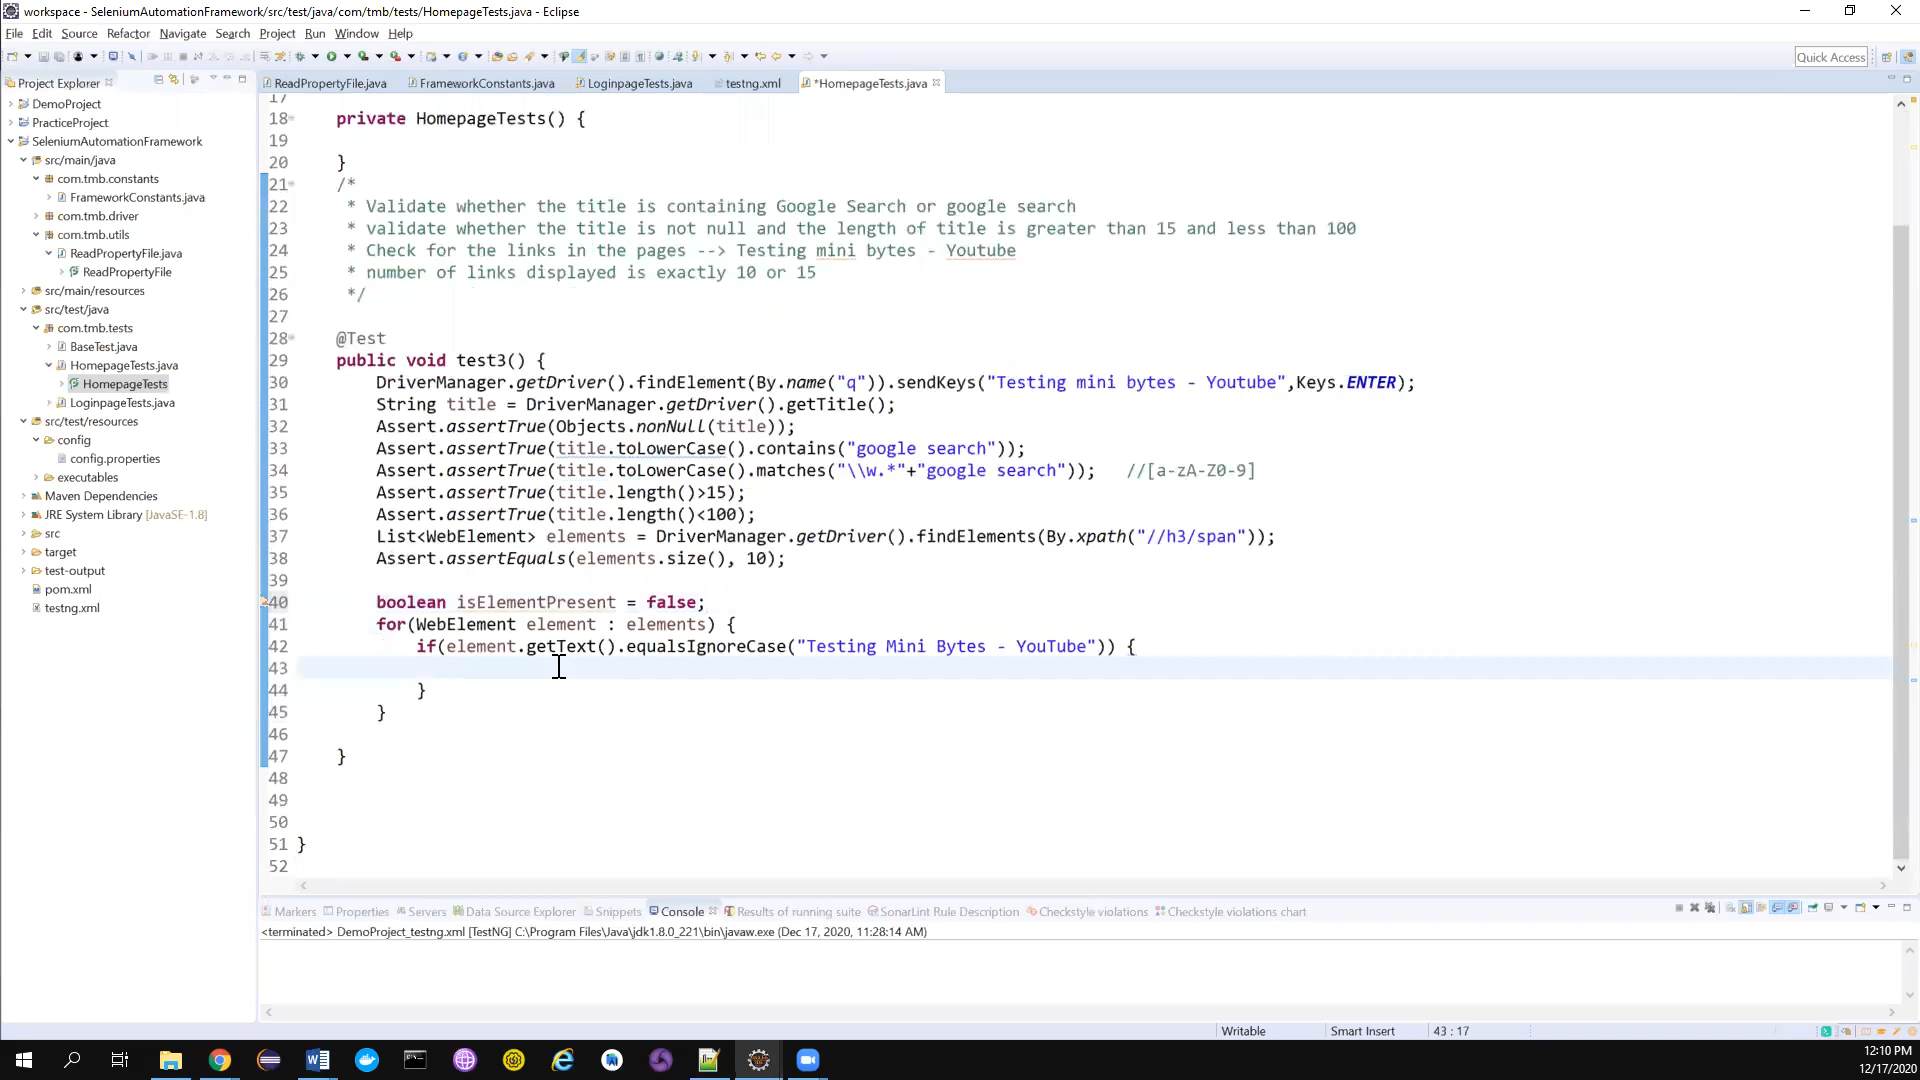 workspace - SeleniumAutomationFramework/src/test/java/com/tmb/tests/HomepageTests.java - Eclipse
File Edit Source Refactor Navigate Search Project Run Window Help
Quick Access
Project Explorer
DemoProject
PracticeProject
SeleniumAutomationFramework
src/main/java
com.tmb.constants
FrameworkConstants.java
com.tmb.driver
com.tmb.utils
ReadPropertyFile.java
ReadPropertyFile
src/main/resources
src/test/java
com.tmb.tests
BaseTest.java
HomepageTests.java
HomepageTests
LoginpageTests.java
src/test/resources
config
config.properties
executables
Maven Dependencies
JRE System Library [JavaSE-1.8]
src
target
test-output
pom.xml
testng.xml
ReadPropertyFile.java FrameworkConstants.java LoginpageTests.java testng.xml *HomepageTests.java
17
18 private HomepageTests() {
19
20 }
21 /*
22 * Validate whether the title is containing Google Search or google search
23 * validate whether the title is not null and the length of title is greater than 15 and less than 100
24 * Check for the links in the pages --> Testing mini bytes - Youtube
25 * number of links displayed is exactly 10 or 15
26 */
27
28 @Test
29 public void test3() {
30 DriverManager.getDriver().findElement(By.name("q")).sendKeys("Testing mini bytes - Youtube",Keys.ENTER);
31 String title = DriverManager.getDriver().getTitle();
32 Assert.assertTrue(Objects.nonNull(title));
33 Assert.assertTrue(title.toLowerCase().contains("google search"));
34 Assert.assertTrue(title.toLowerCase().matches("\\w.*"+"google search")); //[a-zA-Z0-9]
35 Assert.assertTrue(title.length()>15);
36 Assert.assertTrue(title.length()<100);
37 List<WebElement> elements = DriverManager.getDriver().findElements(By.xpath("//h3/span"));
38 Assert.assertEquals(elements.size(), 10);
39
40 boolean isElementPresent = false;
41 for(WebElement element : elements) {
42 if(element.getText().equalsIgnoreCase("Testing Mini Bytes - YouTube")) {
43
44 }
45 }
46
47 }
48
49
50
51 }
52
Markers Properties Servers Data Source Explorer Snippets Console Results of running suite SonarLint Rule Description Checkstyle violations Checkstyle violations chart
<terminated> DemoProject_testng.xml [TestNG] C:\Program Files\Java\jdk1.8.0_221\bin\javaw.exe (Dec 17, 2020, 11:28:14 AM)
Writable Smart Insert 43 : 17
12:10 PM
12/17/2020